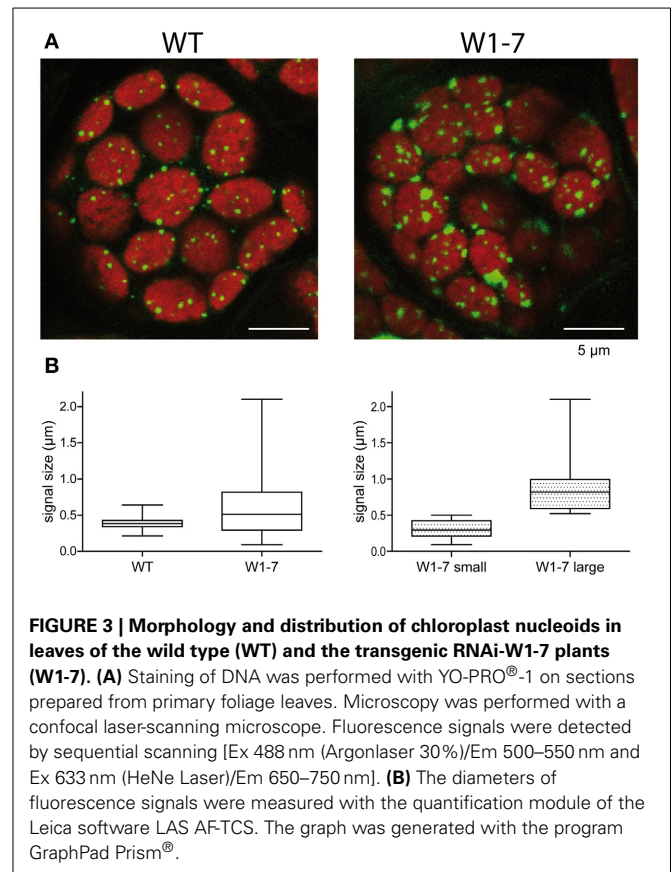 A
WT
W1-7
5 µm
B
signal size (µm)
2.0
1.5
1.0
0.5
0.0
WT
W1-7
signal size (µm)
2.0
1.5
1.0
0.5
0.0
W1-7 small
W1-7 large
FIGURE 3 | Morphology and distribution of chloroplast nucleoids in
leaves of the wild type (WT) and the transgenic RNAi-W1-7 plants
(W1-7). (A) Staining of DNA was performed with YO-PRO®-1 on sections
prepared from primary foliage leaves. Microscopy was performed with a
confocal laser-scanning microscope. Fluorescence signals were detected
by sequential scanning [Ex 488 nm (Argonlaser 30%)/Em 500–550 nm and
Ex 633 nm (HeNe Laser)/Em 650–750 nm]. (B) The diameters of
fluorescence signals were measured with the quantification module of the
Leica software LAS AF-TCS. The graph was generated with the program
GraphPad Prism®.